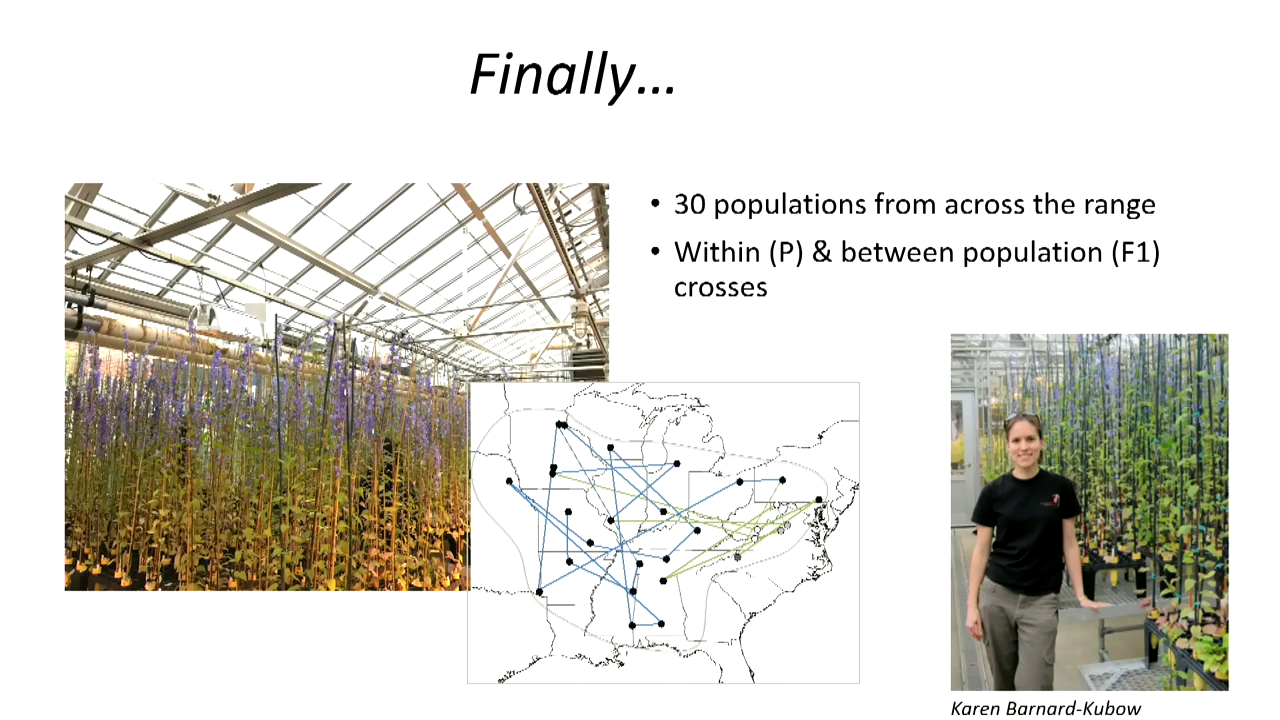 Finally...
• 30 populations from across the range
• Within (P) & between population (F1)
crosses
Karen Barnard-Kubow